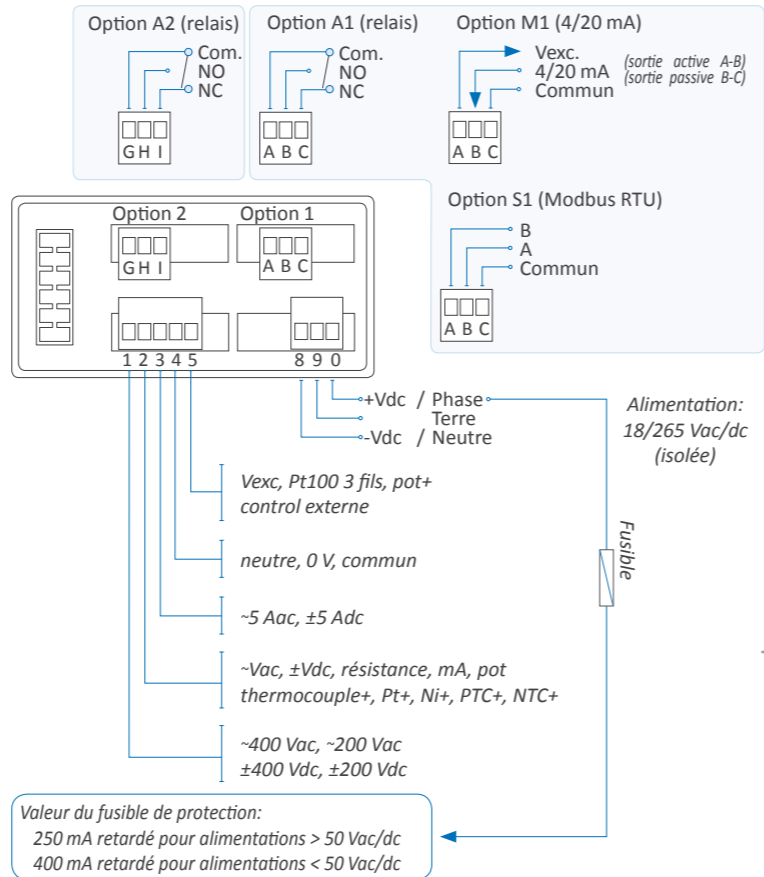 Option A2 (relais)
Com.
NO
NC
G H I
Option A1 (relais)
Com.
NO
NC
A B C
Option M1 (4/20 mA)
Vexc.
4/20 mA
Commun
(sortie active A-B)
(sortie passive B-C)
A B C
Option S1 (Modbus RTU)
B
A
Commun
A B C
Option 2
G H I
Option 1
A B C
1 2 3 4 5
8 9 0
+Vdc / Phase
Terre
-Vdc / Neutre
Alimentation:
18/265 Vac/dc
(isolée)
Fusible
Vexc, Pt100 3 fils, pot+
control externe
neutre, 0 V, commun
~5 Aac, ±5 Adc
~Vac, ±Vdc, résistance, mA, pot
thermocouple+, Pt+, Ni+, PTC+, NTC+
~400 Vac, ~200 Vac
±400 Vdc, ±200 Vdc
Valeur du fusible de protection:
250 mA retardé pour alimentations > 50 Vac/dc
400 mA retardé pour alimentations < 50 Vac/dc